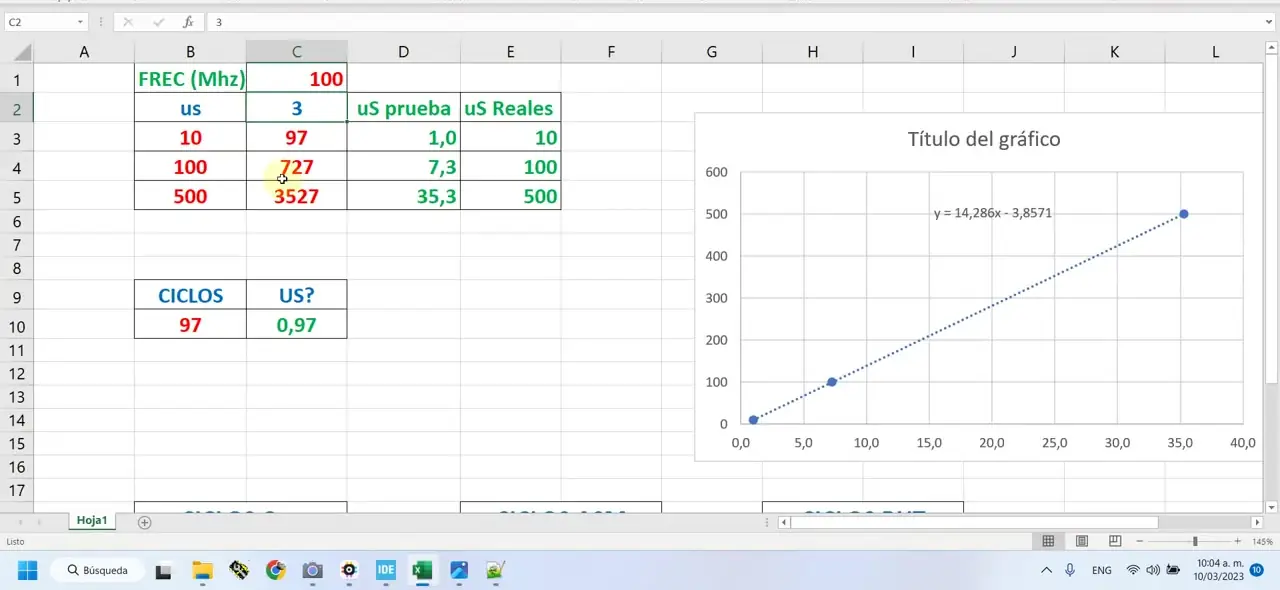 C2 fx 3
A B C D E F G H I J K L
1 FREC (Mhz) 100
2 us 3 uS prueba uS Reales
3 10 97 1,0 10
4 100 727 7,3 100
5 500 3527 35,3 500
6
7
8
9 CICLOS US?
10 97 0,97
11
12
13
14
15
16
17
Título del gráfico
600
500
400
300
200
100
0
y = 14,286x - 3,8571
0,0 5,0 10,0 15,0 20,0 25,0 30,0 35,0 40,0
Hoja1
Listo 145%
Búsqueda IDE ENG 10:04 a. m.
10/03/2023 10